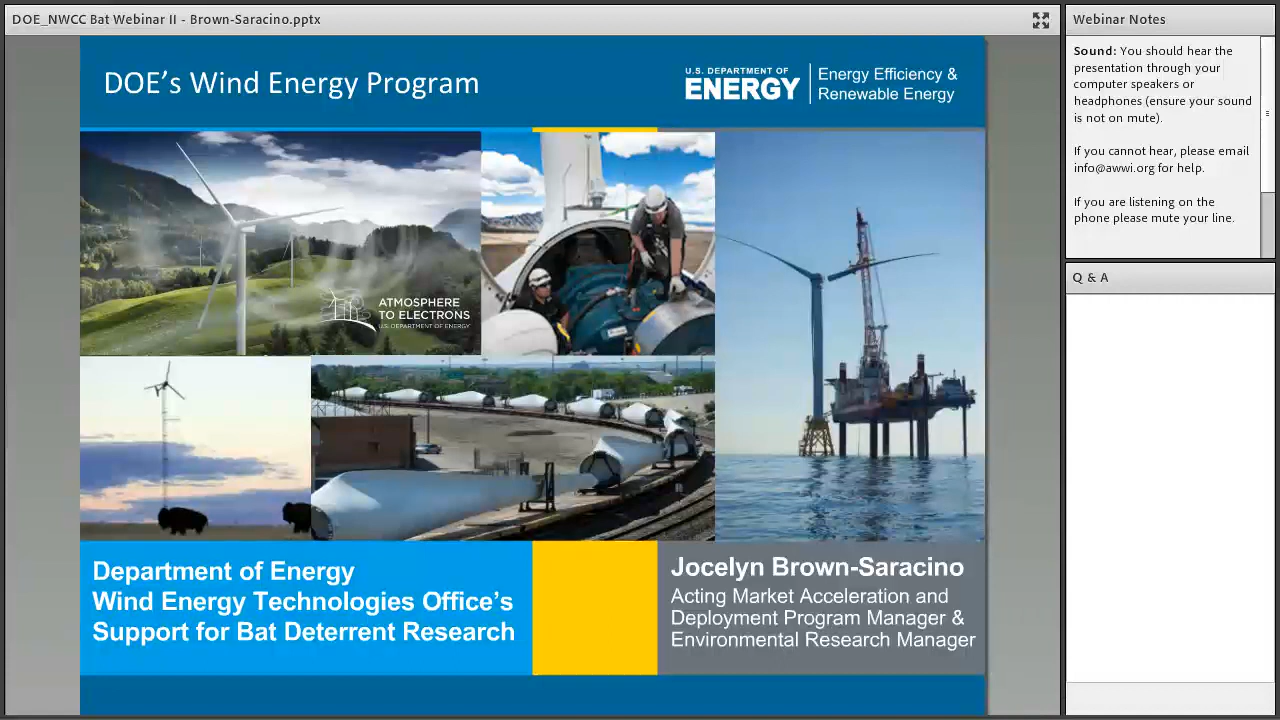 DOE_NWCC Bat Webinar II - Brown-Saracino.pptx
DOE's Wind Energy Program
U.S. DEPARTMENT OF
ENERGY
Energy Efficiency &
Renewable Energy
ATMOSPHERE
TO ELECTRONS
U.S. DEPARTMENT OF ENERGY
Department of Energy
Wind Energy Technologies Office's
Support for Bat Deterrent Research
Jocelyn Brown-Saracino
Acting Market Acceleration and
Deployment Program Manager &
Environmental Research Manager
Webinar Notes
Sound: You should hear the
presentation through your
computer speakers or
headphones (ensure your sound
is not on mute).
If you cannot hear, please email
info@awwi.org for help.
If you are listening on the
phone please mute your line.
Q & A